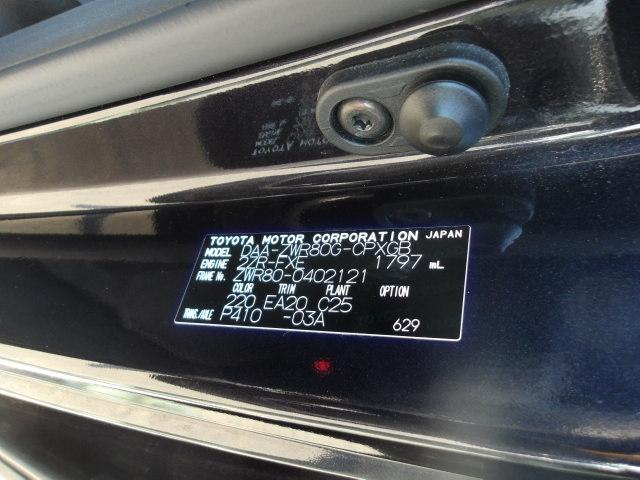 TOYOTA MOTOR CORPORATION JAPAN
MODEL DAA-ZWR80G-CPXGB
ENGINE 2ZR-FXE 1797 mL
FRAME No. ZWR80-0402121
COLOR TRIM PLANT OPTION
220 EA20 C25
TRANS./AXLE P410 -03A
629